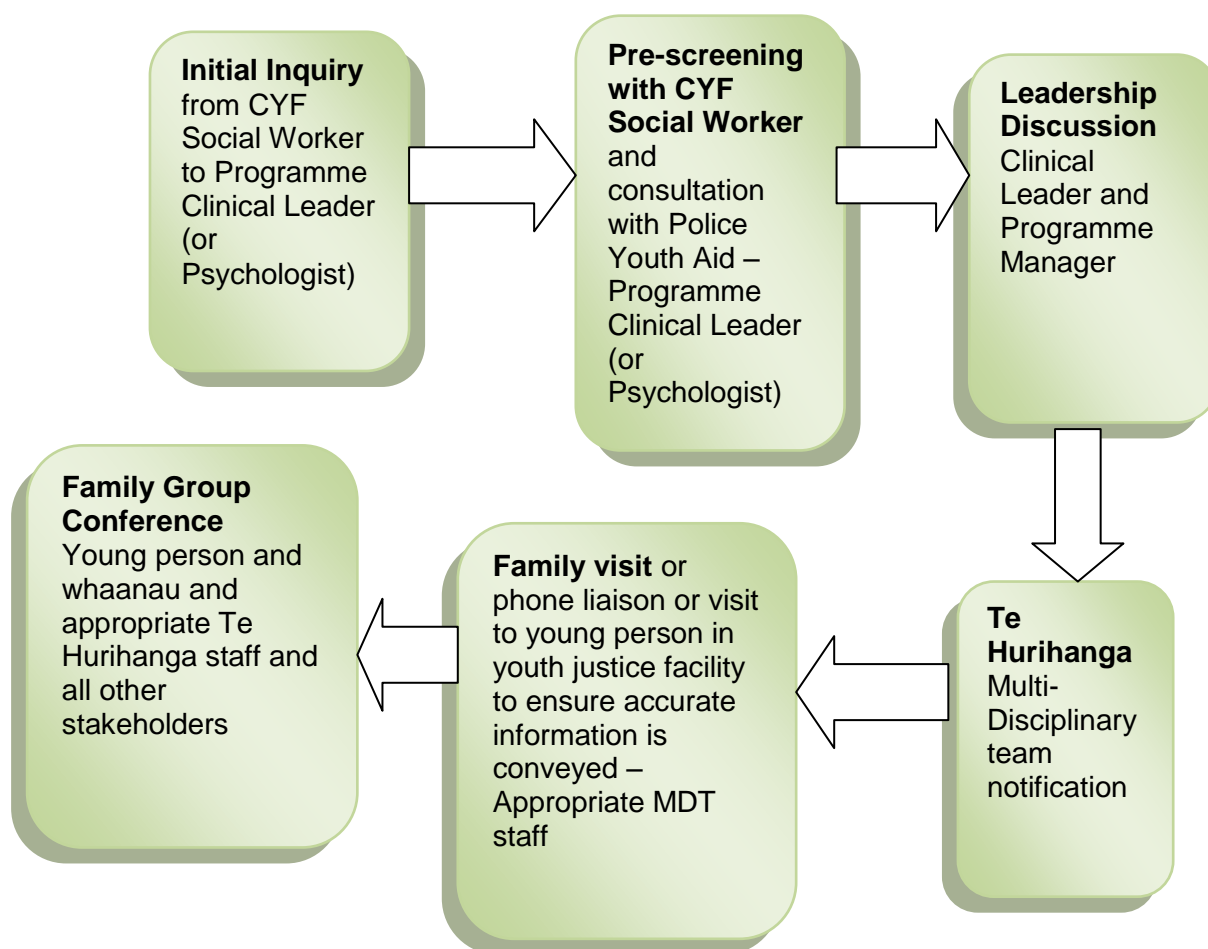 Initial Inquiry
from CYF
Social Worker
to Programme
Clinical Leader
(or
Psychologist)
Pre-screening
with CYF
Social Worker
and
consultation
with Police
Youth Aid –
Programme
Clinical Leader
(or
Psychologist)
Leadership
Discussion
Clinical
Leader and
Programme
Manager
Te
Hurihanga
Multi-
Disciplinary
team
notification
Family visit or
phone liaison or visit
to young person in
youth justice facility
to ensure accurate
information is
conveyed –
Appropriate MDT
staff
Family Group
Conference
Young person and
whaanau and
appropriate Te
Hurihanga staff and
all other
stakeholders